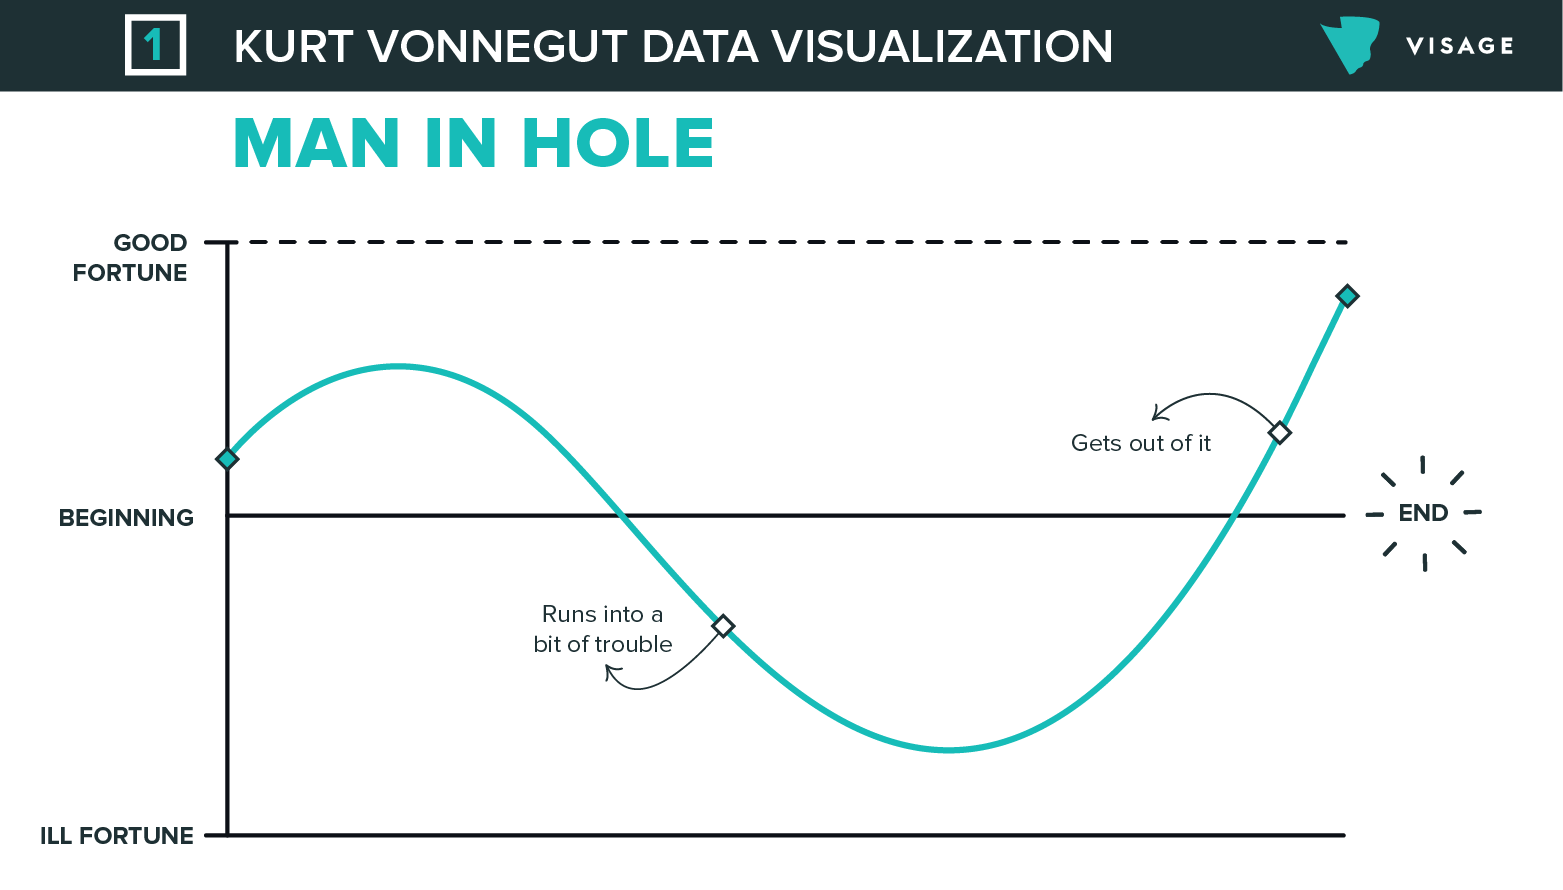 1
KURT VONNEGUT DATA VISUALIZATION
VISAGE
MAN IN HOLE
GOOD
FORTUNE
Gets out of it
BEGINNING
END
Runs into a
bit of trouble
ILL FORTUNE